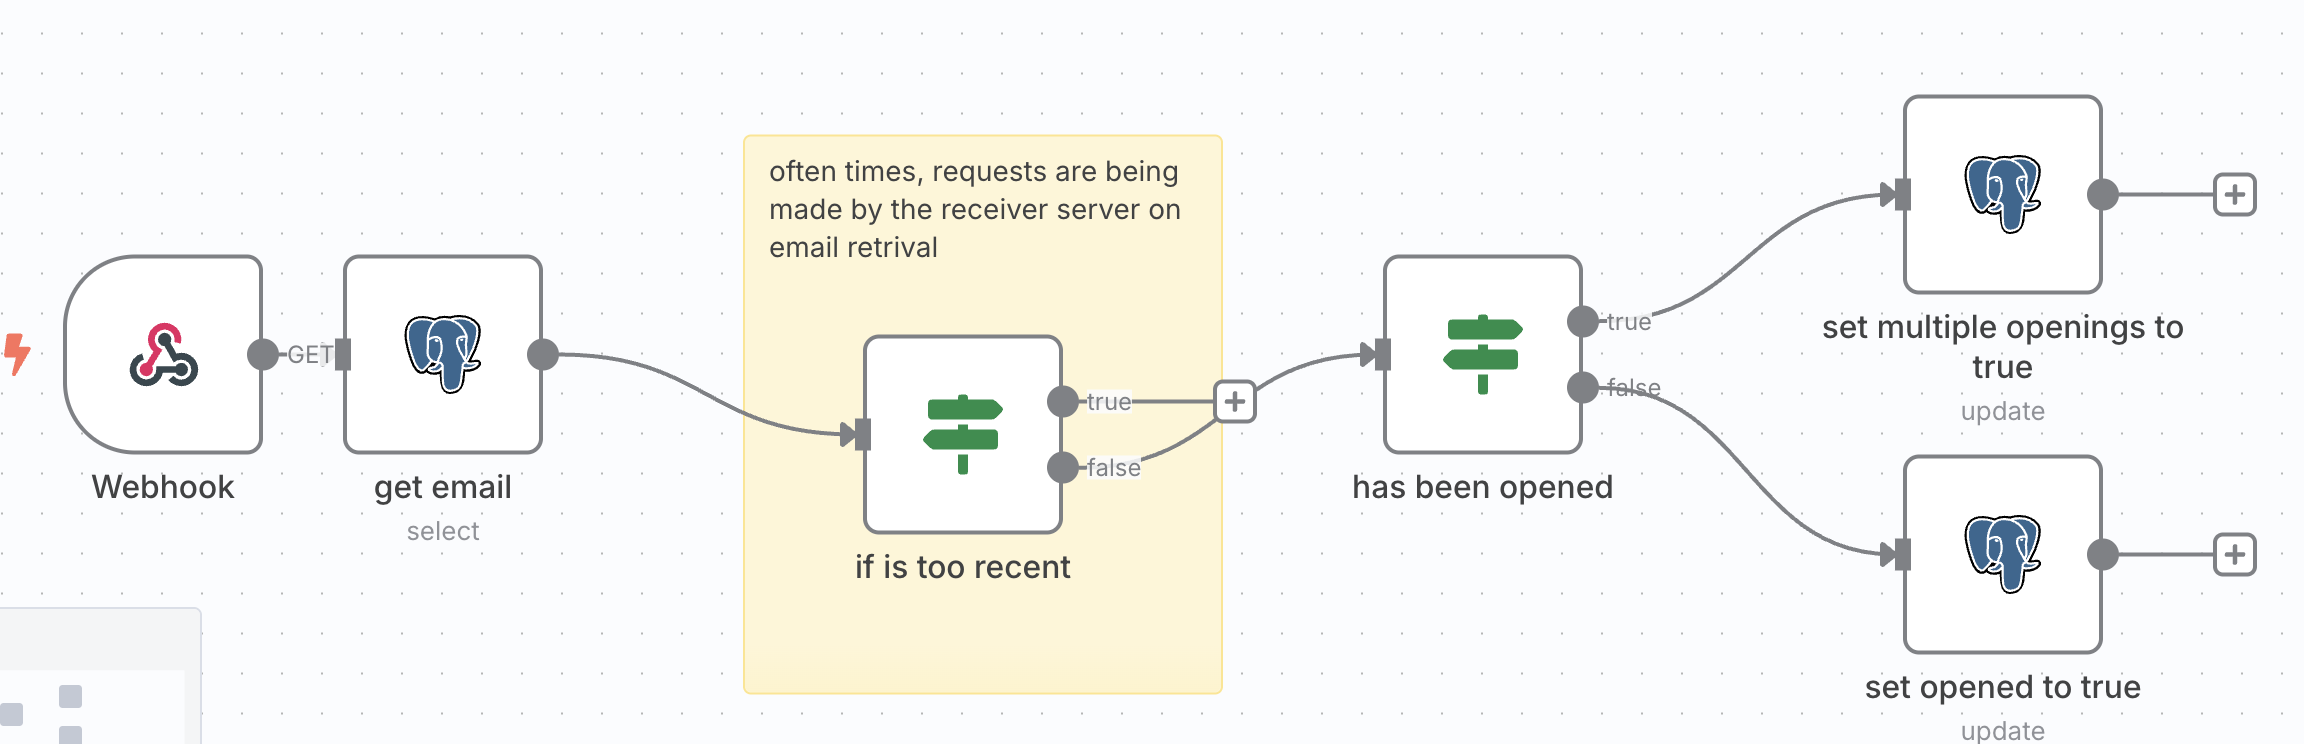 often times, requests are being
made by the receiver server on
email retrival
GET
Webhook
get email
select
true
false
if is too recent
has been opened
true
false
set multiple openings to
true
update
set opened to true
update